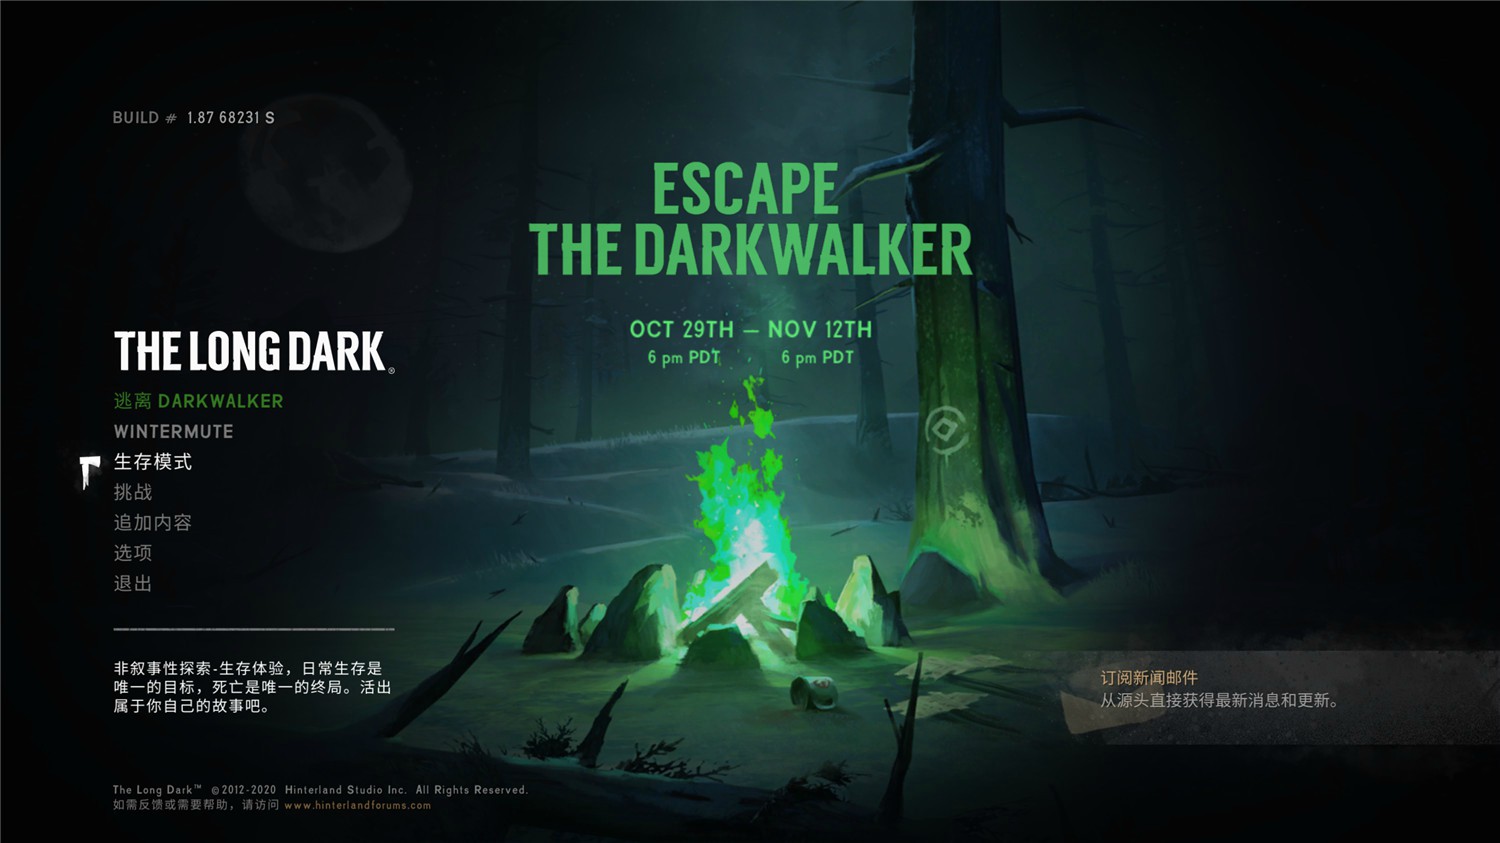 BUILD # 1.87 68231 S
ESCAPE
THE DARKWALKER
OCT 29TH — NOV 12TH
6 pm PDT 6 pm PDT
THE LONG DARK®
逃离 DARKWALKER
WINTERMUTE
生存模式
挑战
追加内容
选项
退出
非叙事性探索-生存体验，日常生存是
唯一的目标，死亡是唯一的终局。活出
属于你自己的故事吧。
订阅新闻邮件
从源头直接获得最新消息和更新。
The Long Dark™ ©2012-2020 Hinterland Studio Inc. All Rights Reserved.
如需反馈或需要帮助，请访问 www.hinterlandforums.com